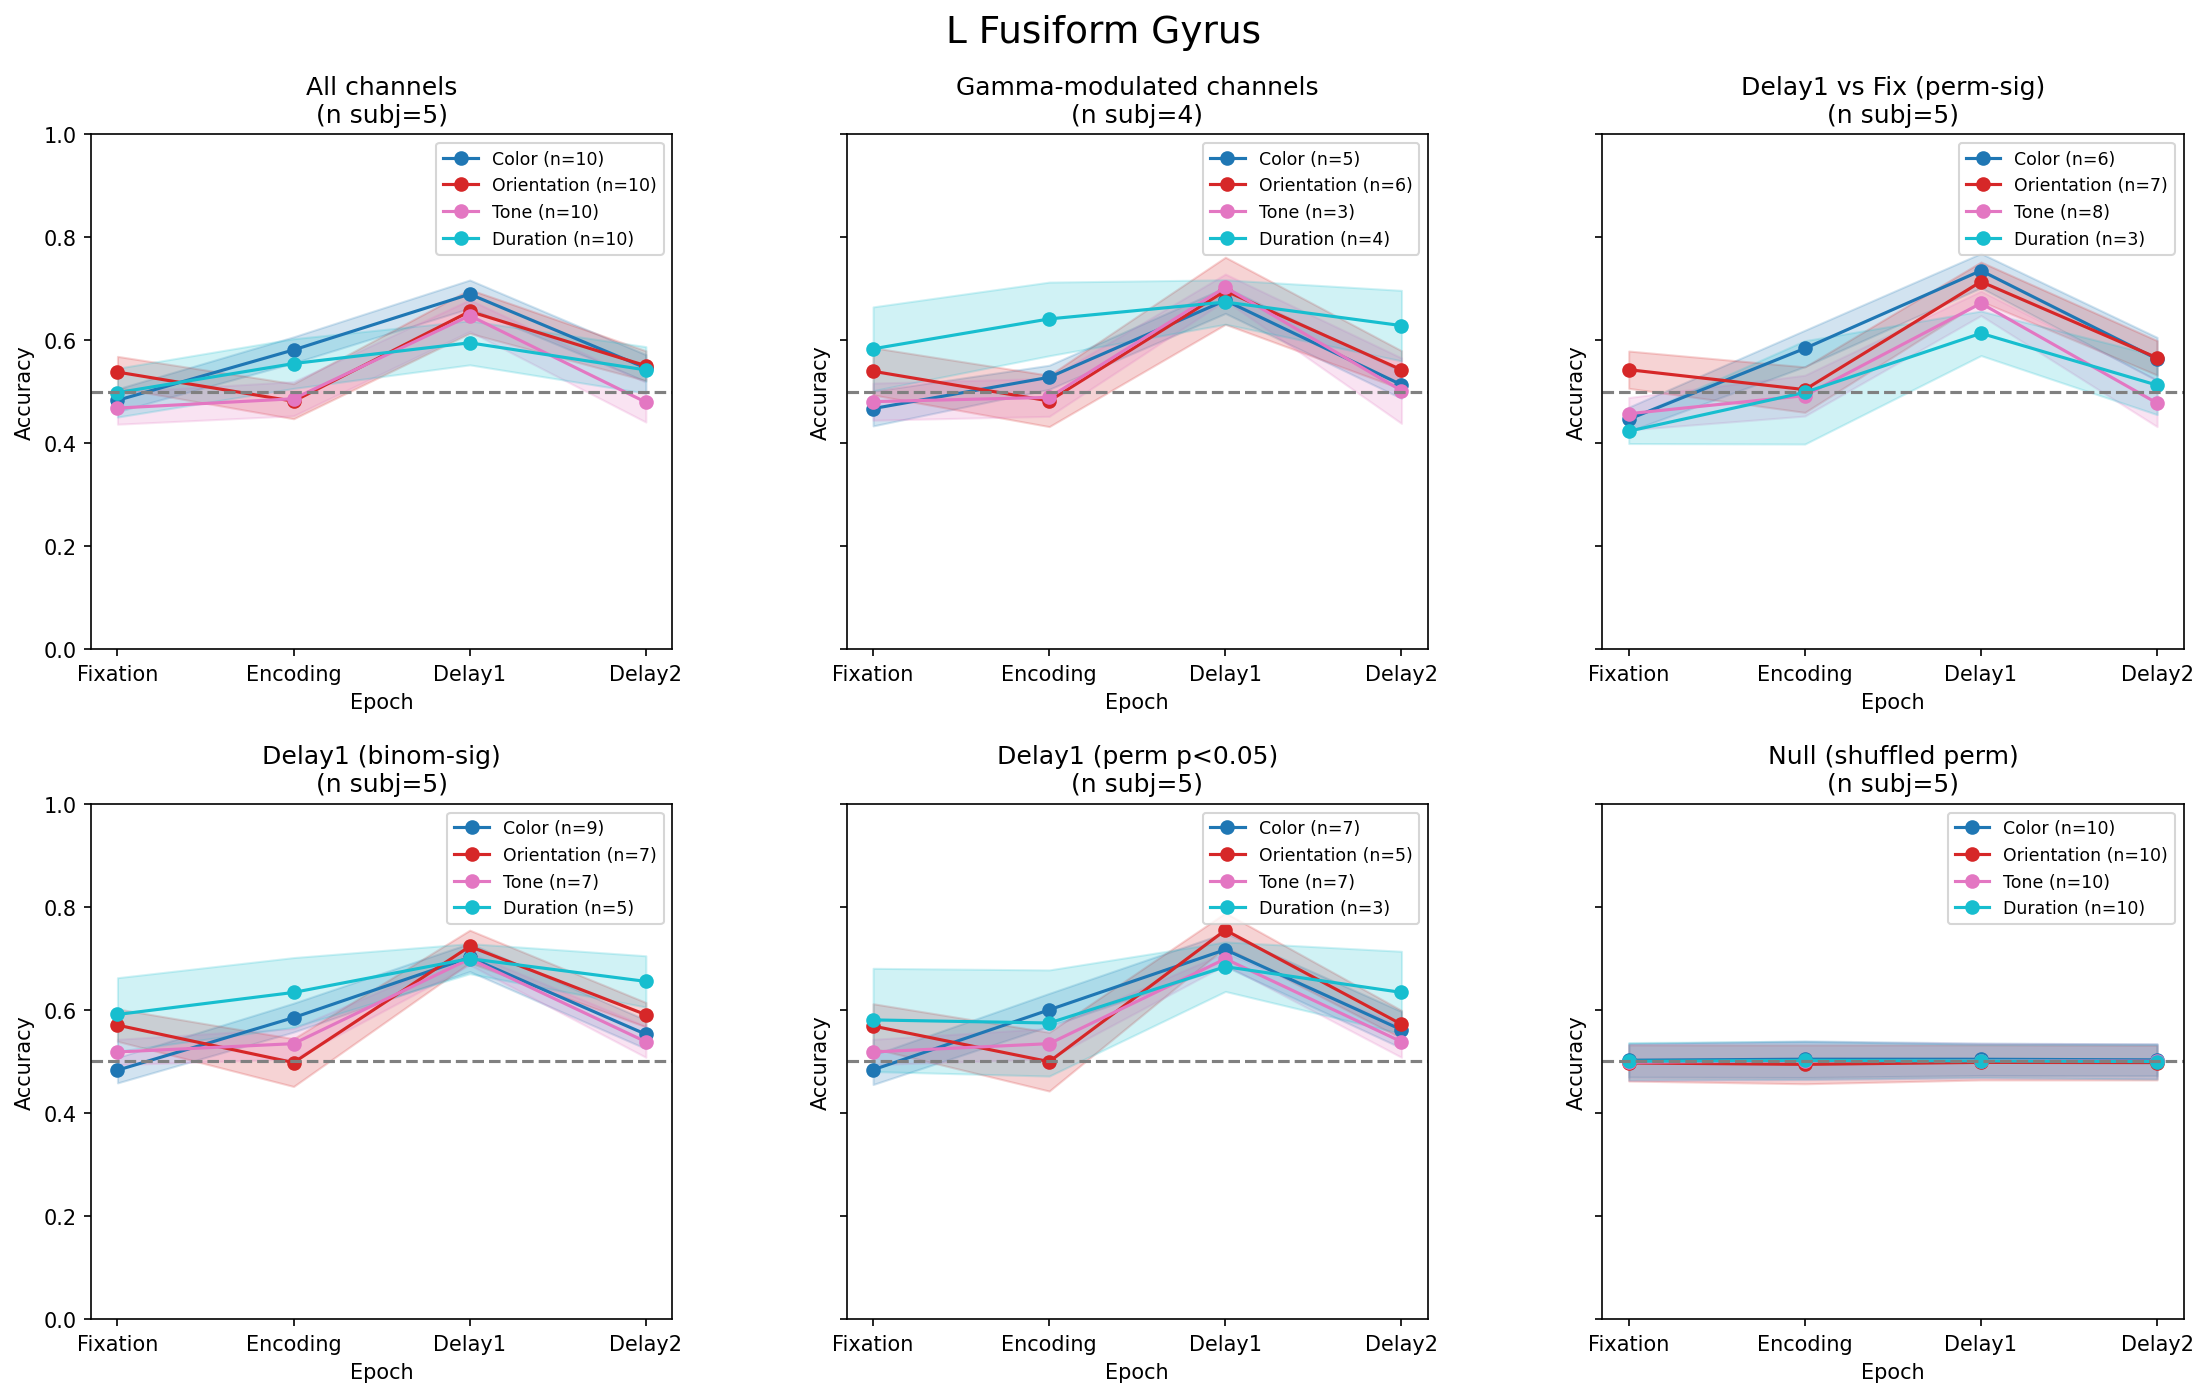 L Fusiform Gyrus
All channels
(n subj=5)
1.0
0.8
0.6
0.4
0.2
0.0
Accuracy
Color (n=10)
Orientation (n=10)
Tone (n=10)
Duration (n=10)
Fixation Encoding Delay1 Delay2
Epoch
Gamma-modulated channels
(n subj=4)
Accuracy
Color (n=5)
Orientation (n=6)
Tone (n=3)
Duration (n=4)
Fixation Encoding Delay1 Delay2
Epoch
Delay1 vs Fix (perm-sig)
(n subj=5)
Accuracy
Color (n=6)
Orientation (n=7)
Tone (n=8)
Duration (n=3)
Fixation Encoding Delay1 Delay2
Epoch
Delay1 (binom-sig)
(n subj=5)
1.0
0.8
0.6
0.4
0.2
0.0
Accuracy
Color (n=9)
Orientation (n=7)
Tone (n=7)
Duration (n=5)
Fixation Encoding Delay1 Delay2
Epoch
Delay1 (perm p<0.05)
(n subj=5)
Accuracy
Color (n=7)
Orientation (n=5)
Tone (n=7)
Duration (n=3)
Fixation Encoding Delay1 Delay2
Epoch
Null (shuffled perm)
(n subj=5)
Accuracy
Color (n=10)
Orientation (n=10)
Tone (n=10)
Duration (n=10)
Fixation Encoding Delay1 Delay2
Epoch